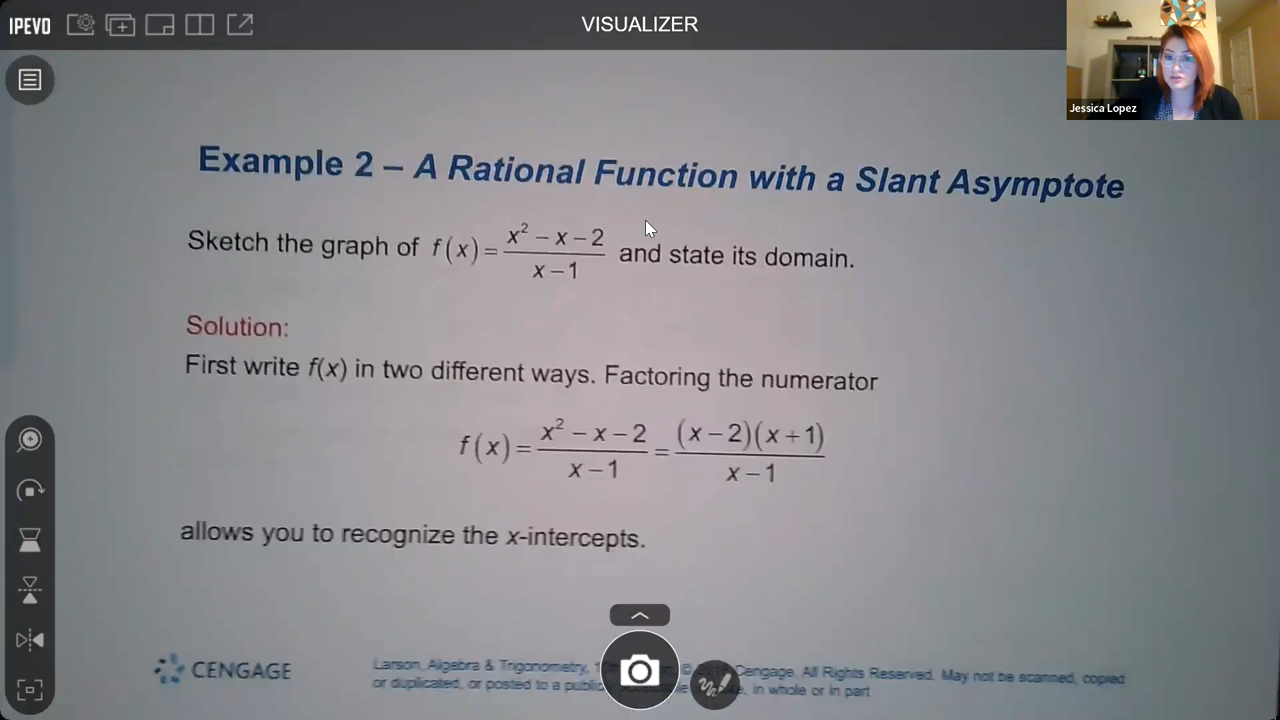 IPEVO
VISUALIZER
Jessica Lopez
Example 2 – A Rational Function with a Slant Asymptote
Sketch the graph of f(x) = (x² – x – 2)/(x – 1) and state its domain.
Solution:
First write f(x) in two different ways. Factoring the numerator
f(x) = (x² – x – 2)/(x – 1) = ((x – 2)(x + 1))/(x – 1)
allows you to recognize the x-intercepts.
CENGAGE
Larson, Algebra & Trigonometry, Cengage. All Rights Reserved. May not be scanned, copied
or duplicated, or posted to a in whole or in part